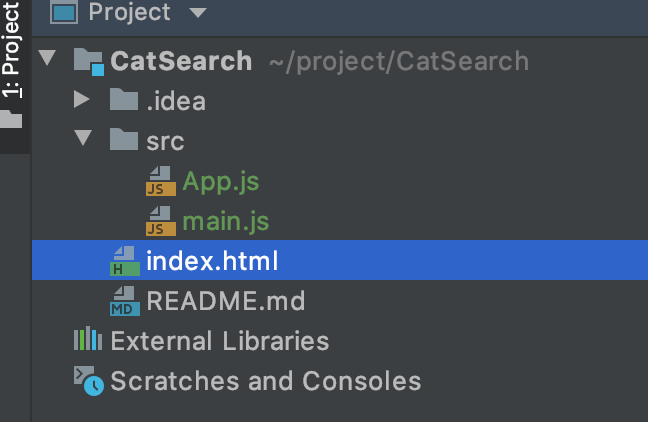 1: Project
Project
CatSearch ~/project/CatSearch
.idea
src
JS App.js
JS main.js
H index.html
MD README.md
External Libraries
Scratches and Consoles